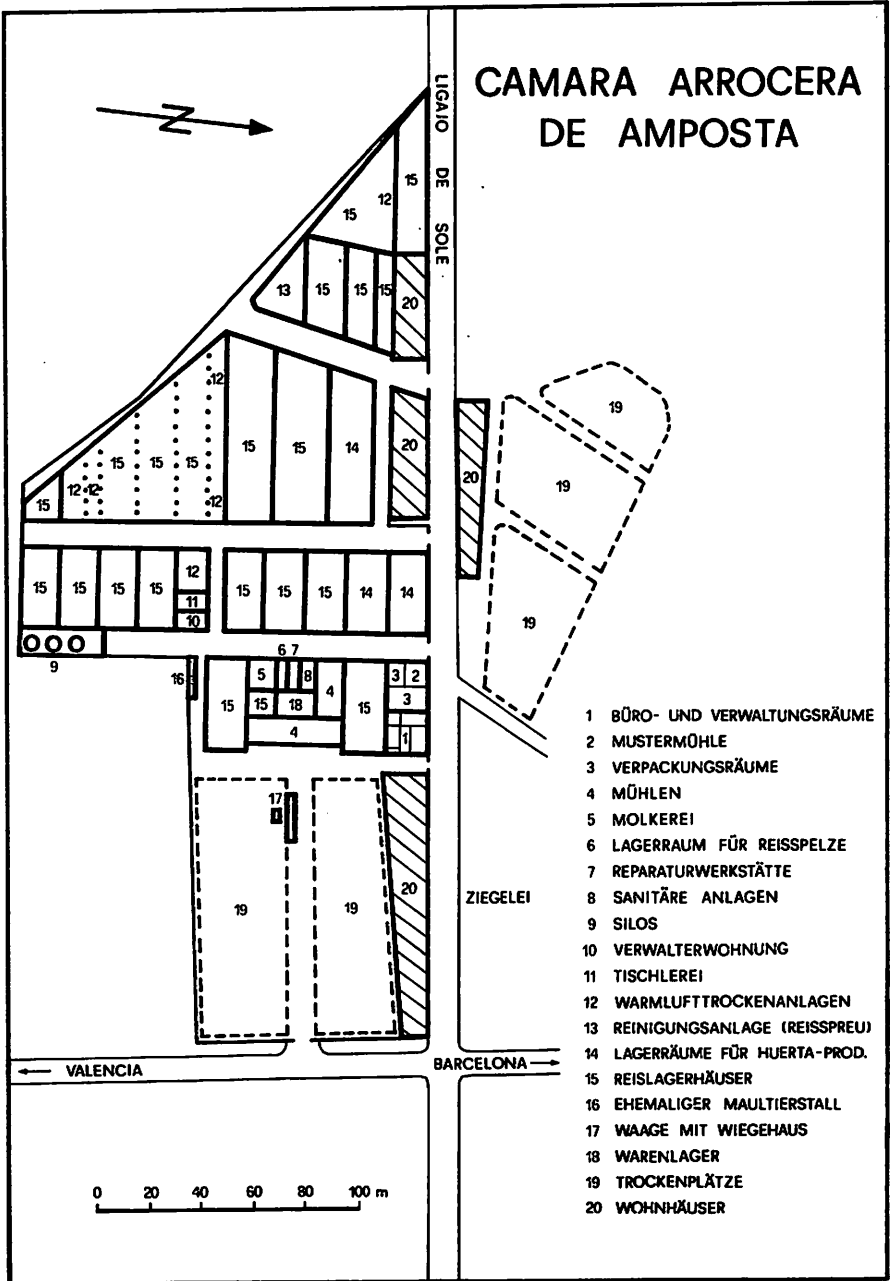 CAMARA ARROCERA
DE AMPOSTA
N
LIGAJO DE SOLE
15
12
15
13
15
15
15
20
12
15
15
14
20
15
12
12
15
15
15
12
20
19
19
19
15
15
15
15
12
11
10
15
15
15
14
14
9
16
6 7
15
5
8
15
18
4
4
15
3
2
3
1
17
19
19
20
ZIEGELEI
VALENCIA
BARCELONA
0 20 40 60 80 100 m
1 BÜRO- UND VERWALTUNGSRÄUME
2 MUSTERMÜHLE
3 VERPACKUNGSRÄUME
4 MÜHLEN
5 MOLKEREI
6 LAGERRAUM FÜR REISSPELZE
7 REPARATURWERKSTÄTTE
8 SANITÄRE ANLAGEN
9 SILOS
10 VERWALTERWOHNUNG
11 TISCHLEREI
12 WARMLUFTTROCKENANLAGEN
13 REINIGUNGSANLAGE (REISSPREU)
14 LAGERRÄUME FÜR HUERTA-PROD.
15 REISLAGERHÄUSER
16 EHEMALIGER MAULTIERSTALL
17 WAAGE MIT WIEGEHAUS
18 WARENLAGER
19 TROCKENPLÄTZE
20 WOHNHÄUSER